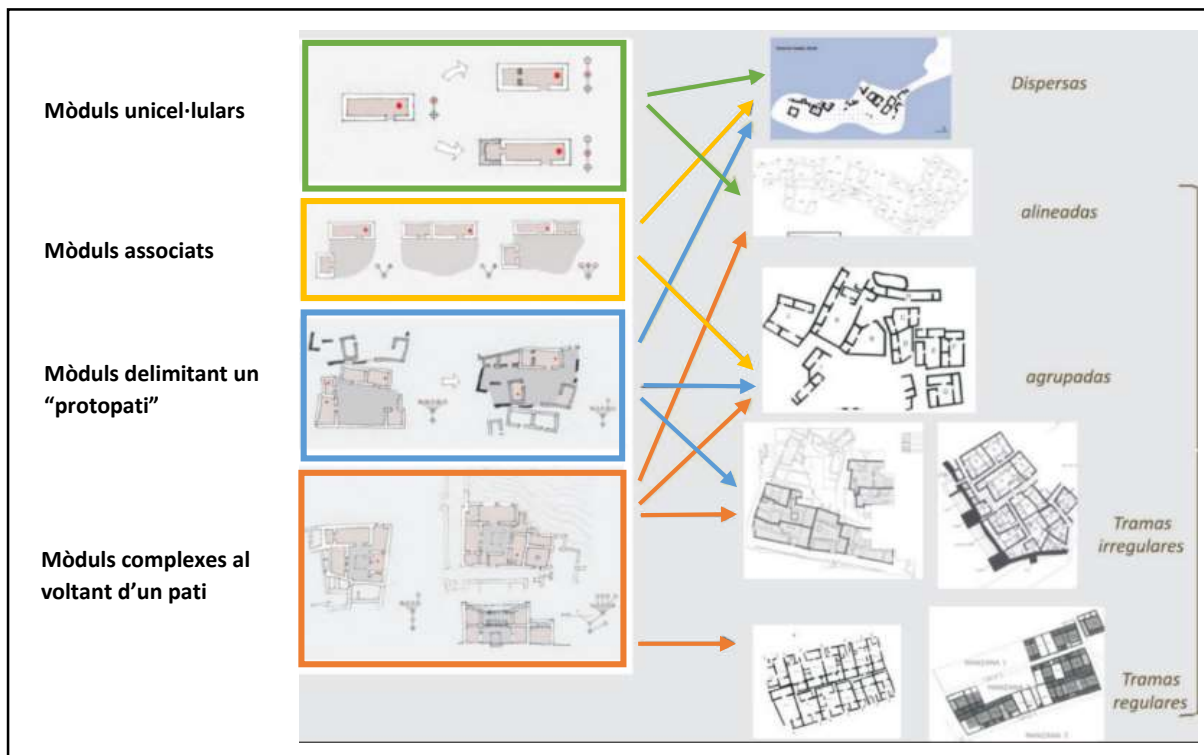 Mòduls unicel·lulars
Dispersas
alineadas
Mòduls associats
Mòduls delimitant un
“protopati”
agrupadas
Mòduls complexes al
voltant d’un pati
Tramas
irregulares
Tramas
regulares